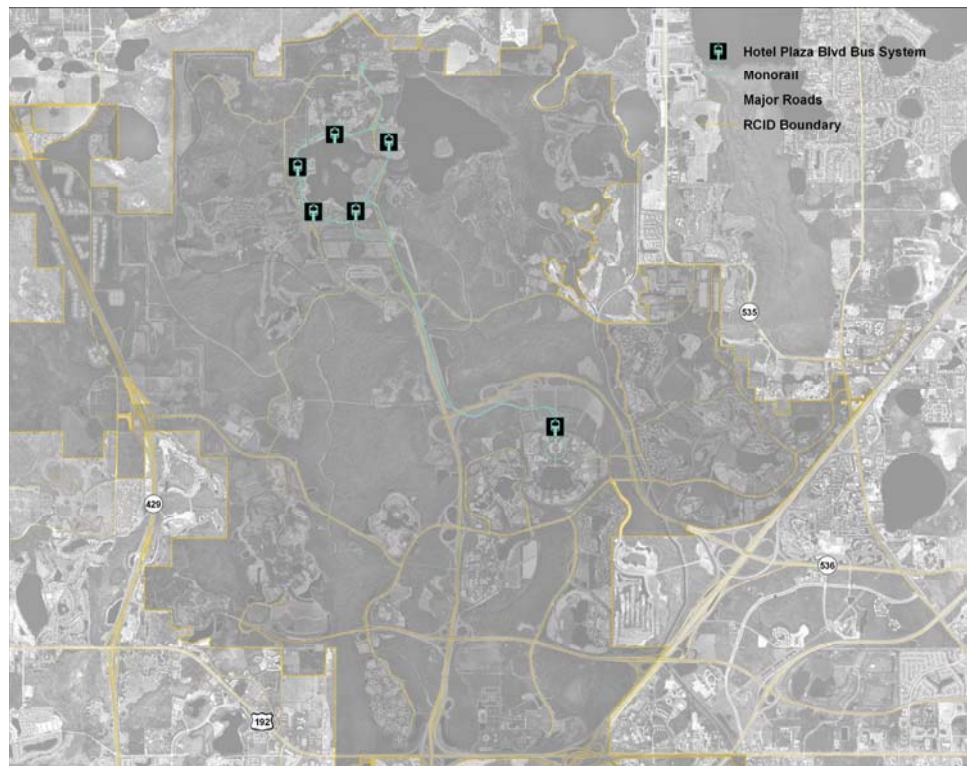 Hotel Plaza Blvd Bus System
Monorail
Major Roads
RCID Boundary
535
429
536
192